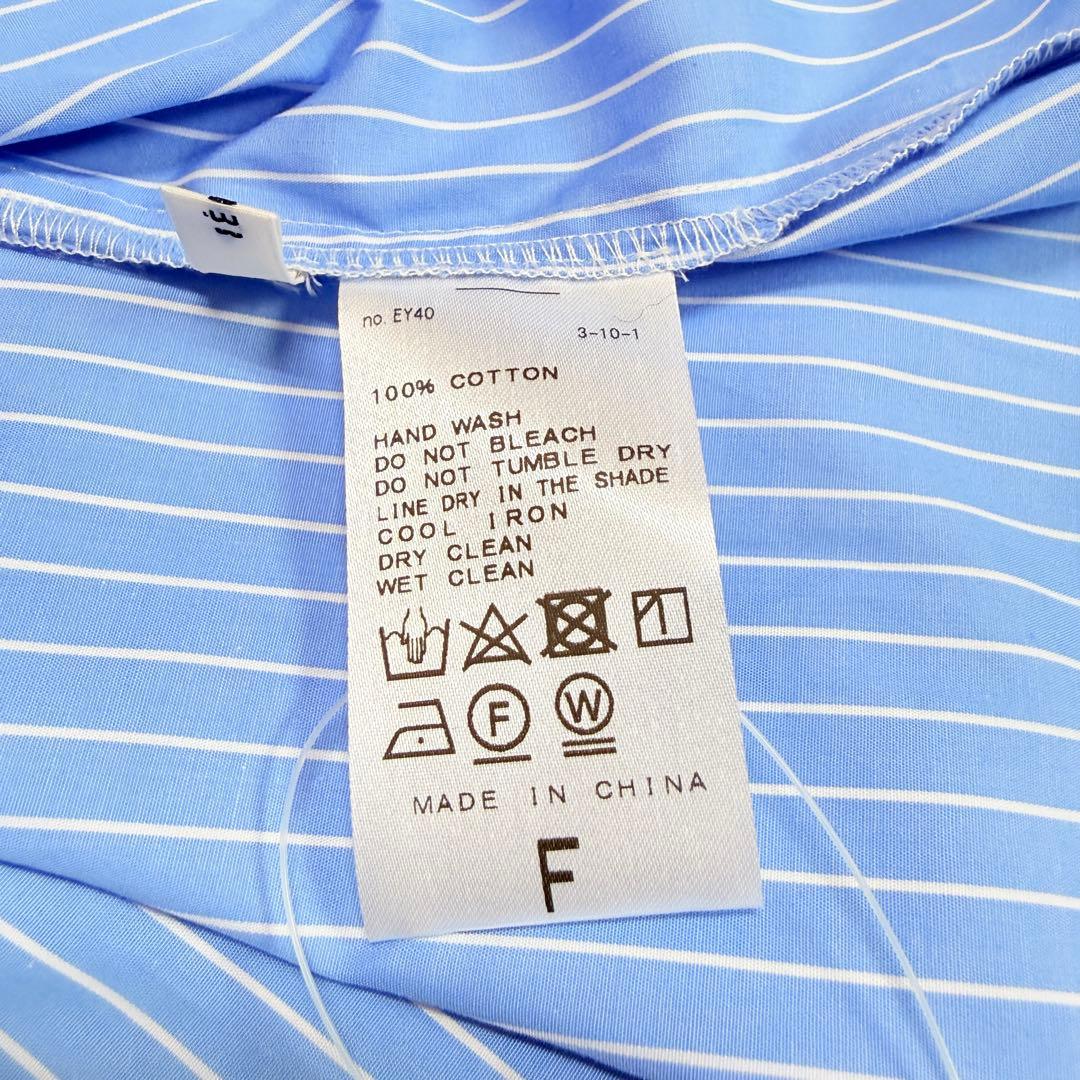 no. EY40
3-10-1
100% COTTON
HAND WASH
DO NOT BLEACH
DO NOT TUMBLE DRY
LINE DRY IN THE SHADE
COOL IRON
DRY CLEAN
WET CLEAN
F W
MADE IN CHINA
F